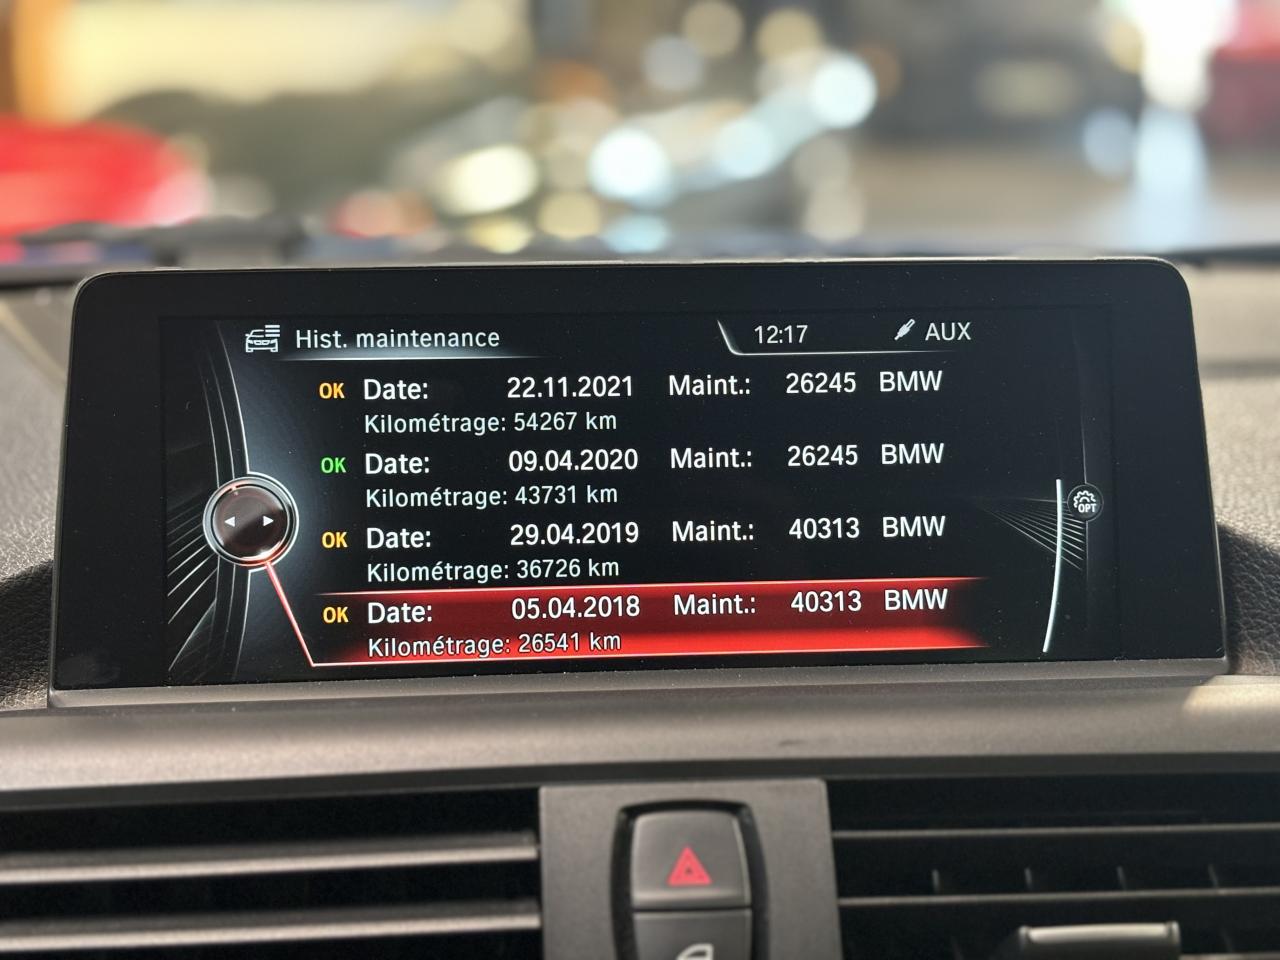 Hist. maintenance 12:17 AUX
OK Date: 22.11.2021 Maint.: 26245 BMW
Kilométrage: 54267 km
OK Date: 09.04.2020 Maint.: 26245 BMW
Kilométrage: 43731 km
OPT
OK Date: 29.04.2019 Maint.: 40313 BMW
Kilométrage: 36726 km
OK Date: 05.04.2018 Maint.: 40313 BMW
Kilométrage: 26541 km